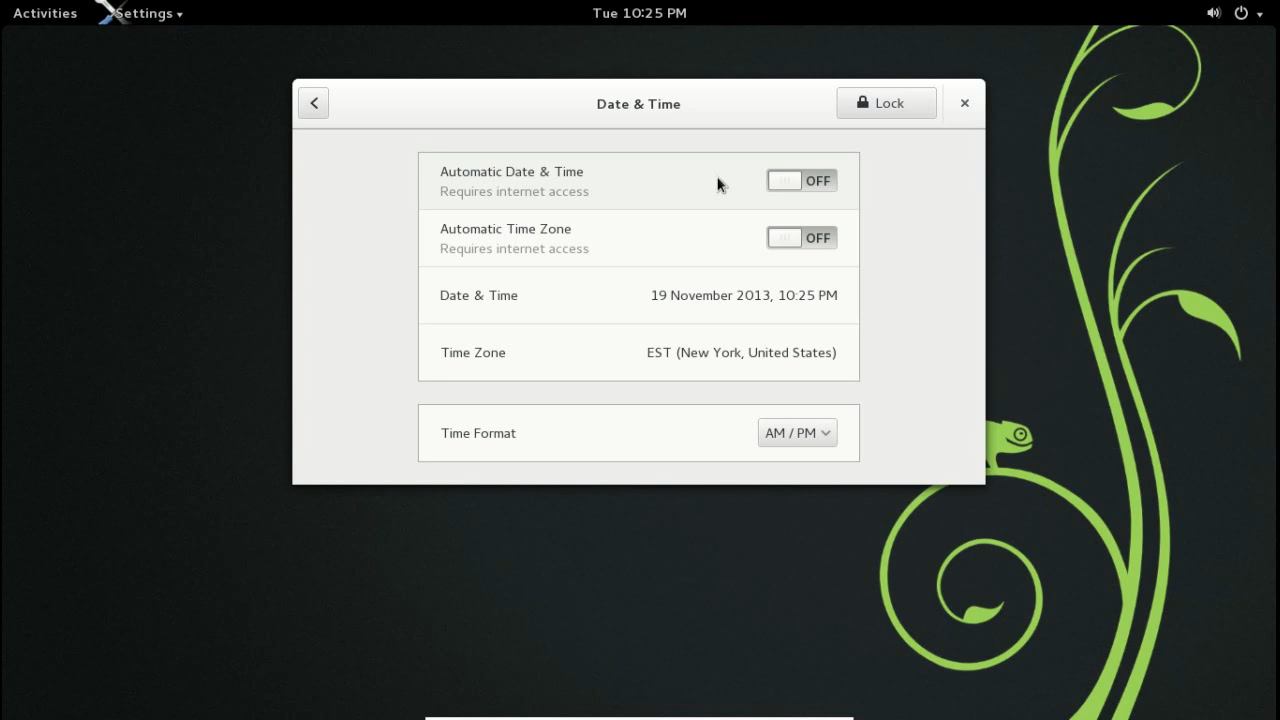 Activities Settings Tue 10:25 PM
Date & Time Lock
Automatic Date & Time OFF
Requires internet access
Automatic Time Zone OFF
Requires internet access
Date & Time 19 November 2013, 10:25 PM
Time Zone EST (New York, United States)
Time Format AM / PM